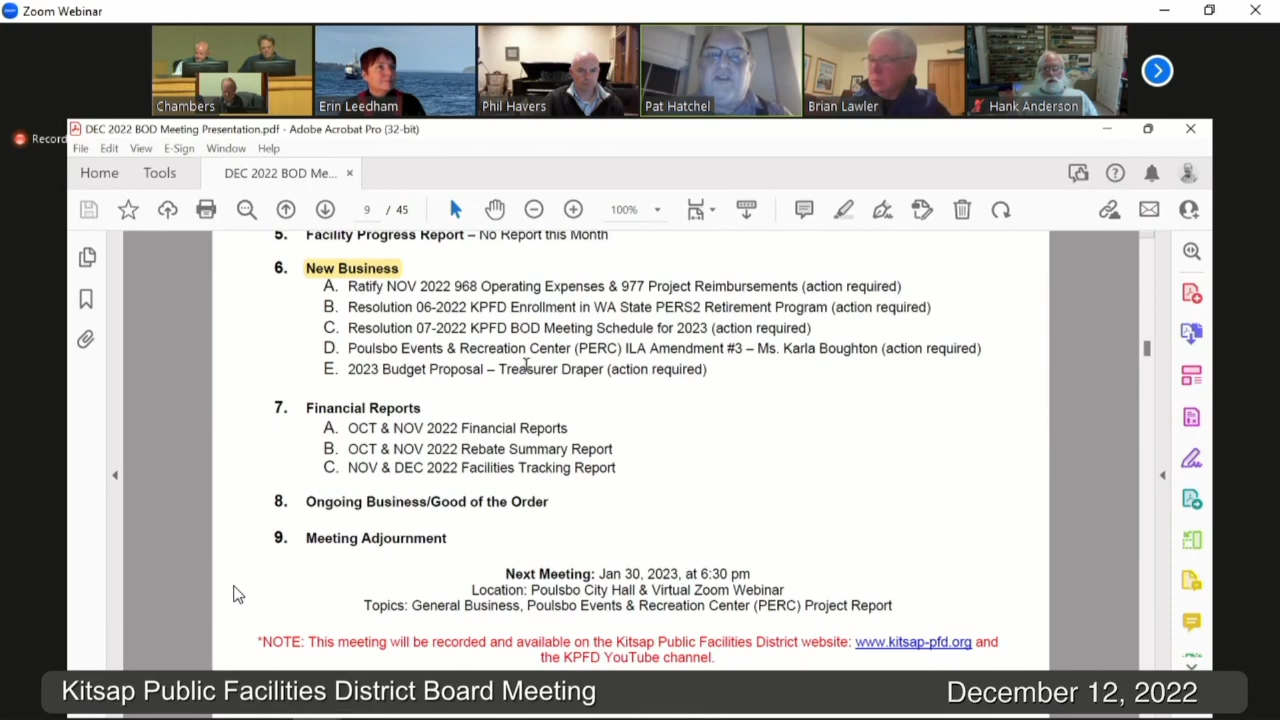 Zoom Webinar
Chambers
Erin Leedham
Phil Havers
Pat Hatchel
Brian Lawler
Hank Anderson
Record
DEC 2022 BOD Meeting Presentation.pdf - Adobe Acrobat Pro (32-bit)
File Edit View E-Sign Window Help
Home Tools DEC 2022 BOD Me... ×
9 / 45 100%
5. Facility Progress Report – No Report this Month
6. New Business
A. Ratify NOV 2022 968 Operating Expenses & 977 Project Reimbursements (action required)
B. Resolution 06-2022 KPFD Enrollment in WA State PERS2 Retirement Program (action required)
C. Resolution 07-2022 KPFD BOD Meeting Schedule for 2023 (action required)
D. Poulsbo Events & Recreation Center (PERC) ILA Amendment #3 – Ms. Karla Boughton (action required)
E. 2023 Budget Proposal – Treasurer Draper (action required)
7. Financial Reports
A. OCT & NOV 2022 Financial Reports
B. OCT & NOV 2022 Rebate Summary Report
C. NOV & DEC 2022 Facilities Tracking Report
8. Ongoing Business/Good of the Order
9. Meeting Adjournment
Next Meeting: Jan 30, 2023, at 6:30 pm
Location: Poulsbo City Hall & Virtual Zoom Webinar
Topics: General Business, Poulsbo Events & Recreation Center (PERC) Project Report
*NOTE: This meeting will be recorded and available on the Kitsap Public Facilities District website: www.kitsap-pfd.org and
the KPFD YouTube channel.
Kitsap Public Facilities District Board Meeting
December 12, 2022